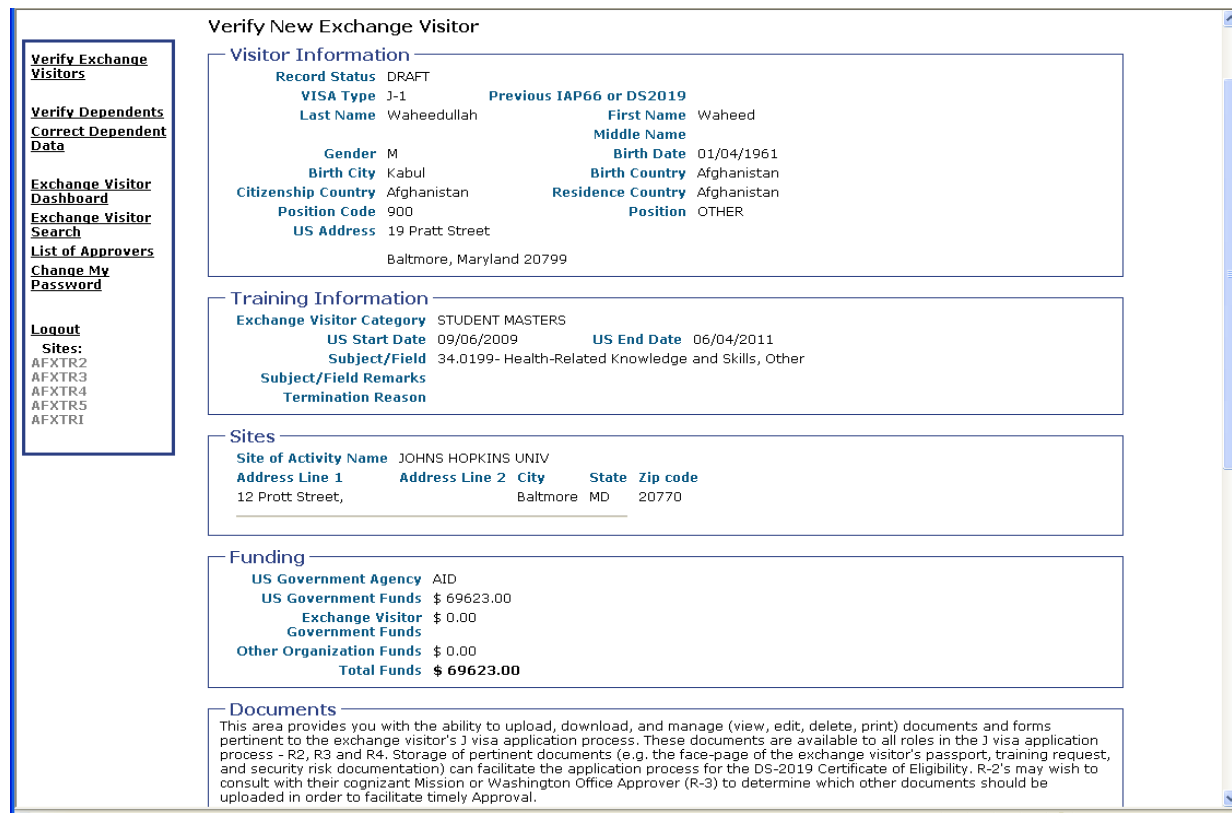 Verify New Exchange Visitor
Verify Exchange
Visitors
Verify Dependents
Correct Dependent
Data
Exchange Visitor
Dashboard
Exchange Visitor
Search
List of Approvers
Change My
Password
Logout
Sites:
AFXTR2
AFXTR3
AFXTR4
AFXTR5
AFXTRI
Visitor Information
Record Status DRAFT
VISA Type J-1 Previous IAP66 or DS2019
Last Name Waheedullah First Name Waheed
Middle Name
Gender M Birth Date 01/04/1961
Birth City Kabul Birth Country Afghanistan
Citizenship Country Afghanistan Residence Country Afghanistan
Position Code 900 Position OTHER
US Address 19 Pratt Street
Baltmore, Maryland 20799
Training Information
Exchange Visitor Category STUDENT MASTERS
US Start Date 09/06/2009 US End Date 06/04/2011
Subject/Field 34.0199- Health-Related Knowledge and Skills, Other
Subject/Field Remarks
Termination Reason
Sites
Site of Activity Name JOHNS HOPKINS UNIV
Address Line 1 Address Line 2 City State Zip code
12 Prott Street, Baltmore MD 20770
Funding
US Government Agency AID
US Government Funds $ 69623.00
Exchange Visitor $ 0.00
Government Funds
Other Organization Funds $ 0.00
Total Funds $ 69623.00
Documents
This area provides you with the ability to upload, download, and manage (view, edit, delete, print) documents and forms
pertinent to the exchange visitor's J visa application process. These documents are available to all roles in the J visa application
process - R2, R3 and R4. Storage of pertinent documents (e.g. the face-page of the exchange visitor's passport, training request,
and security risk documentation) can facilitate the application process for the DS-2019 Certificate of Eligibility. R-2's may wish to
consult with their cognizant Mission or Washington Office Approver (R-3) to determine which other documents should be
uploaded in order to facilitate timely Approval.